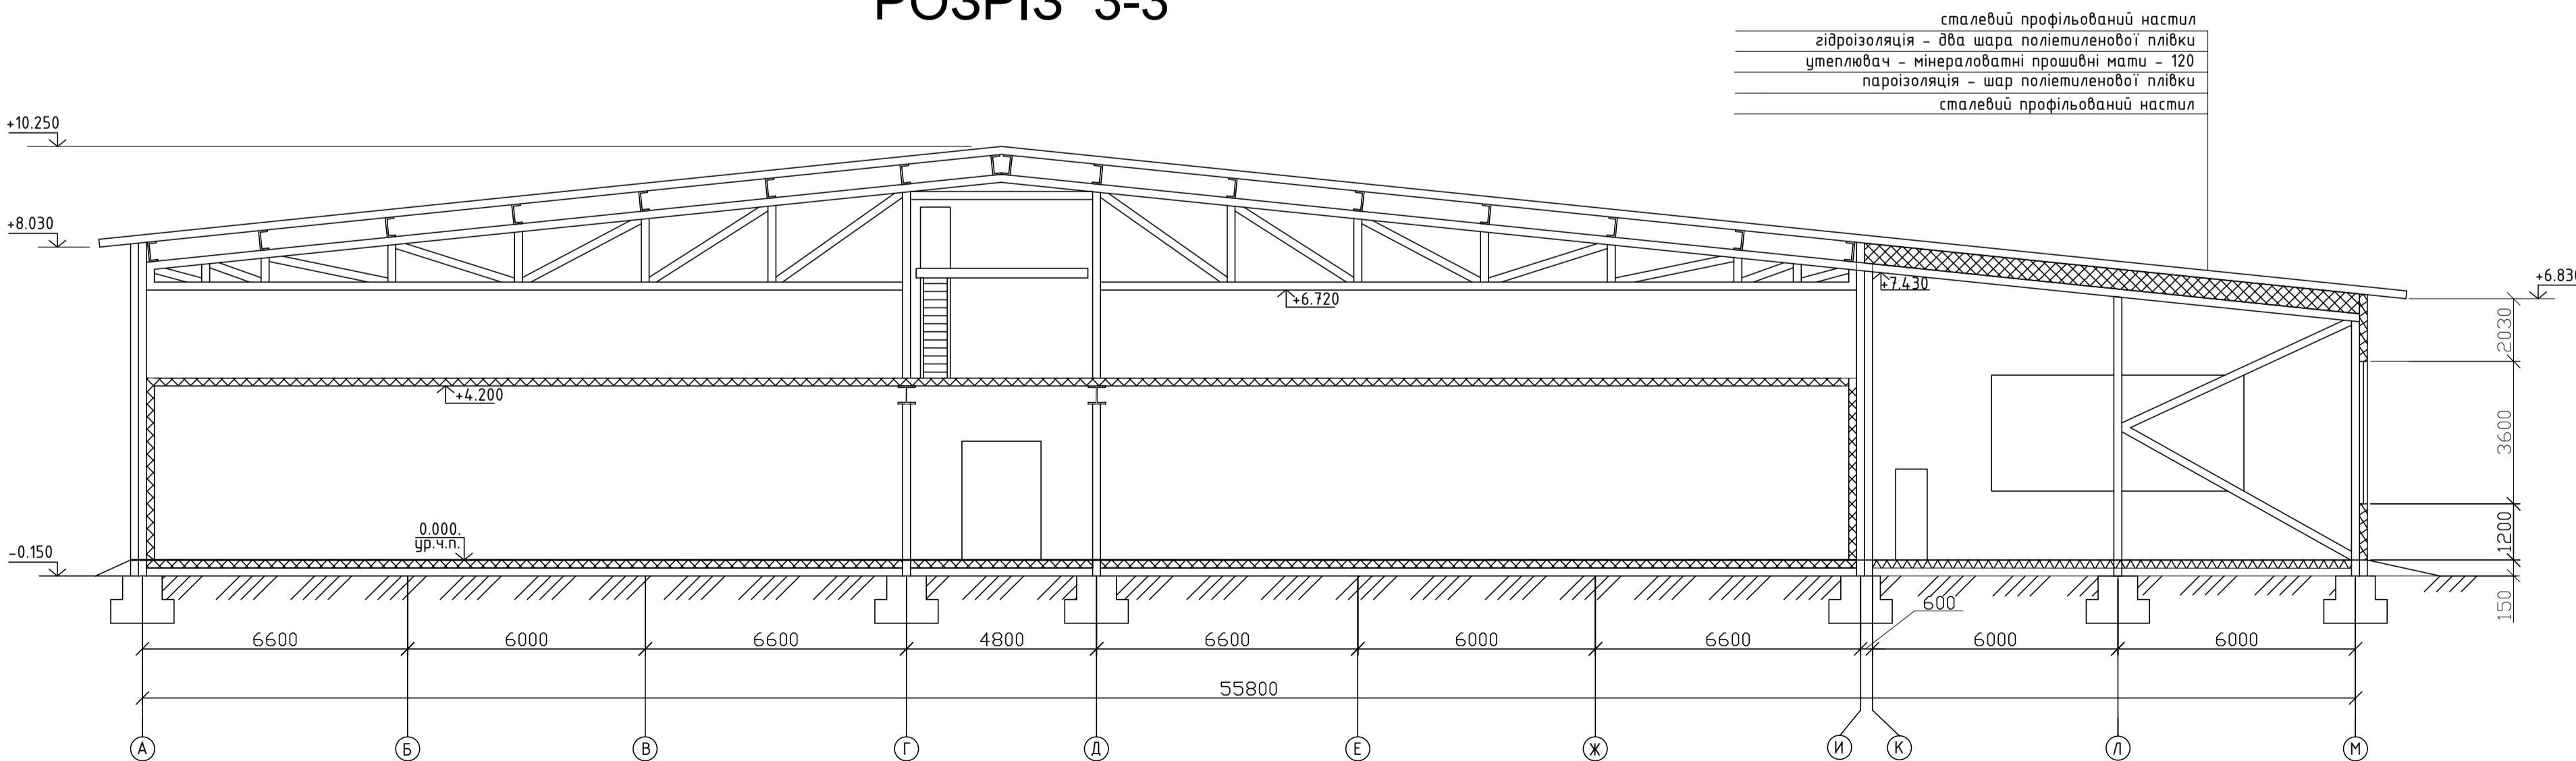 РОЗРІЗ 3-3
сталевий профільований настил
гідроізоляція - два шара поліетиленової плівки
утеплювач - мінераловатні прошивні мати - 120
пароізоляція - шар поліетиленової плівки
сталевий профільований настил
+10.250
+8.030
+6.830
+7.430
+6.720
+4.200
0.000.
ур.ч.п.
-0.150
2030
3600
1200
150
600
6600 6000 6600 4800 6600 6000 6600 6000 6000
55800
А Б В Г Д Е Ж И К Л М